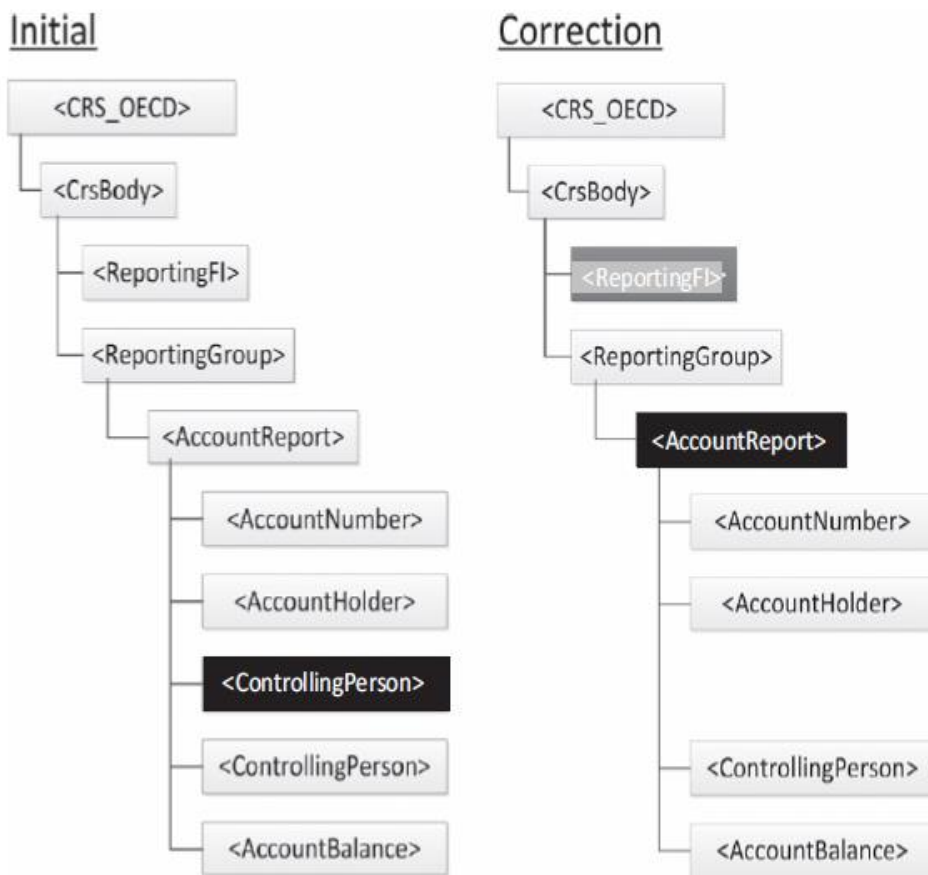 Initial
<CRS_OECD>
<CrsBody>
<ReportingFI>
<ReportingGroup>
<AccountReport>
<AccountNumber>
<AccountHolder>
<ControllingPerson>
<ControllingPerson>
<AccountBalance>
Correction
<CRS_OECD>
<CrsBody>
<ReportingFI>
<ReportingGroup>
<AccountReport>
<AccountNumber>
<AccountHolder>
<ControllingPerson>
<AccountBalance>